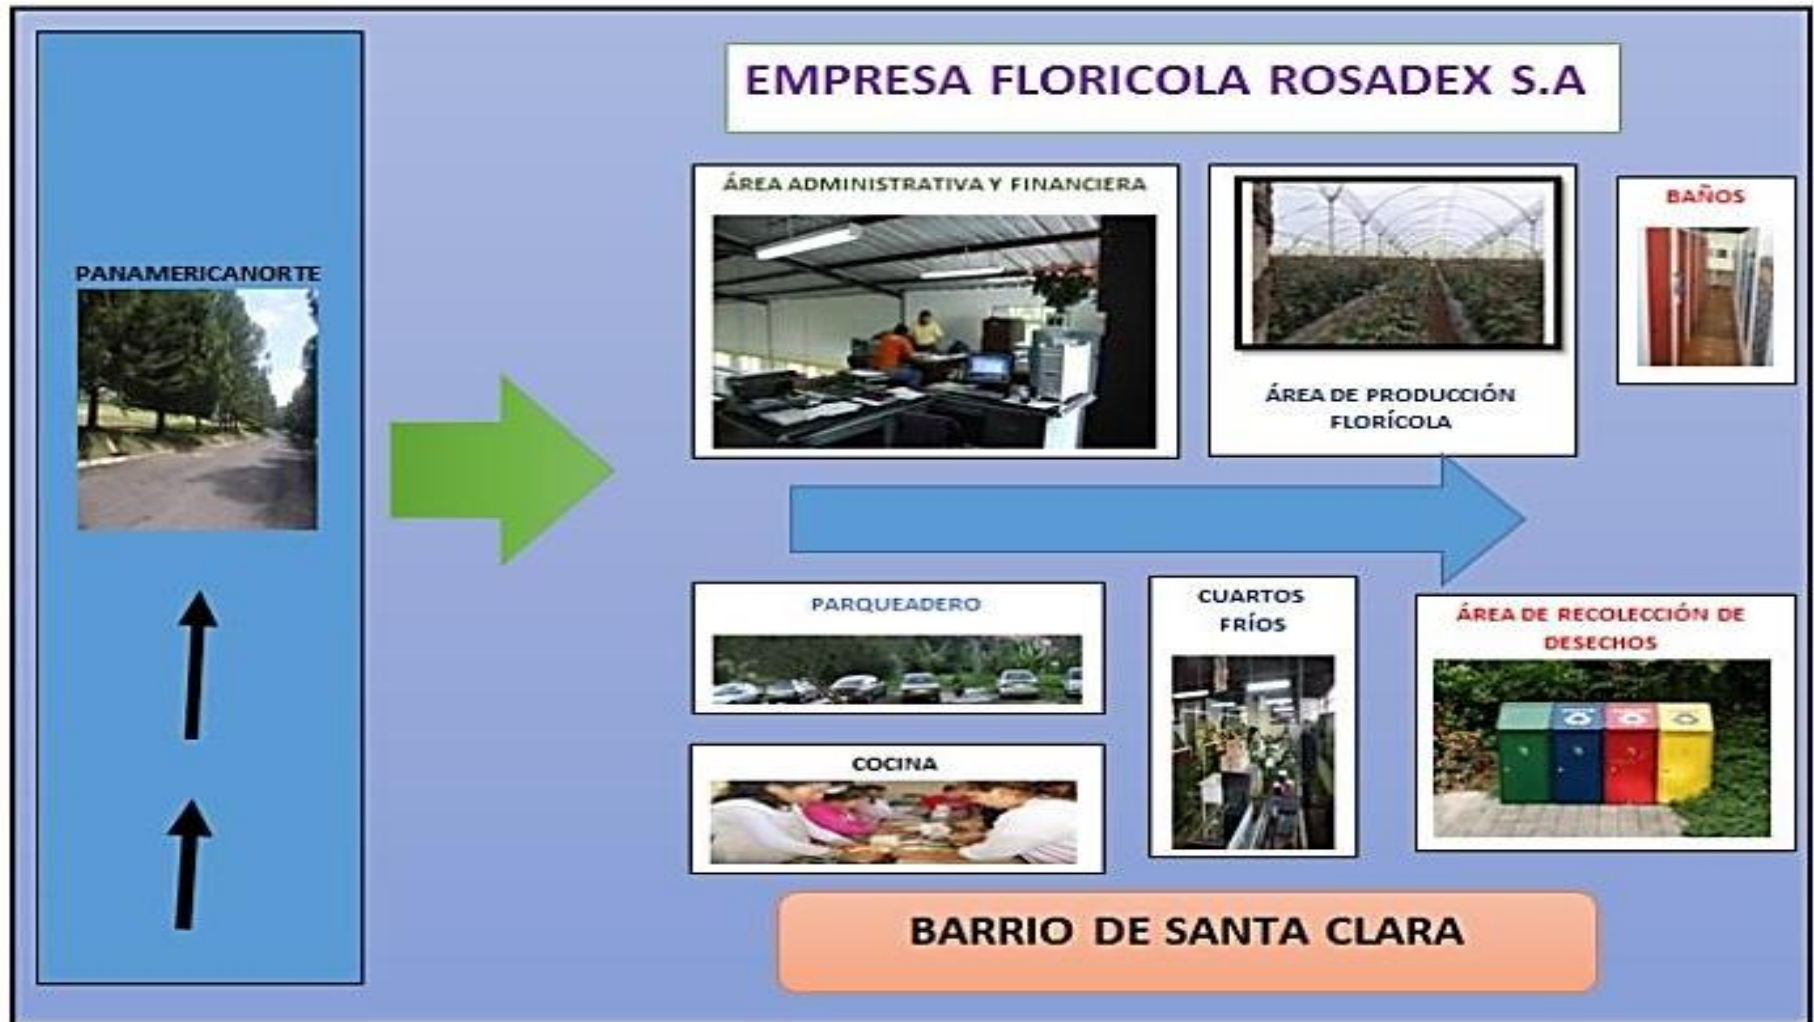 EMPRESA FLORICOLA ROSADEX S.A
ÁREA ADMINISTRATIVA Y FINANCIERA
BAÑOS
PANAMERICANORTE
ÁREA DE PRODUCCIÓN
FLORÍCOLA
PARQUEADERO
CUARTOS
FRÍOS
ÁREA DE RECOLECCIÓN DE
DESECHOS
COCINA
BARRIO DE SANTA CLARA